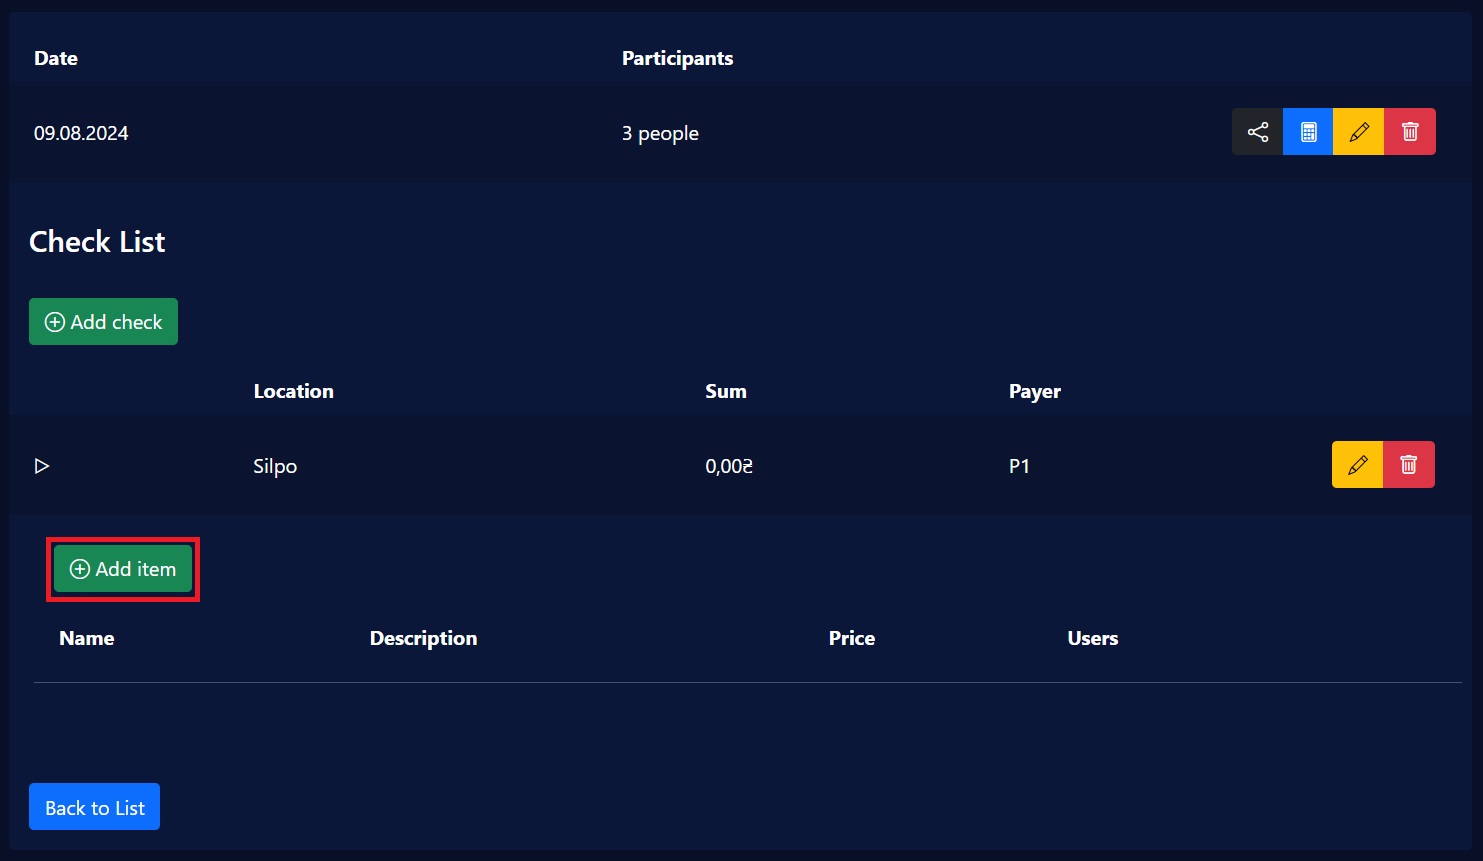 Date Participants
09.08.2024 3 people
Check List
Add check
Location Sum Payer
Silpo 0,00₴ P1
Add item
Name Description Price Users
Back to List